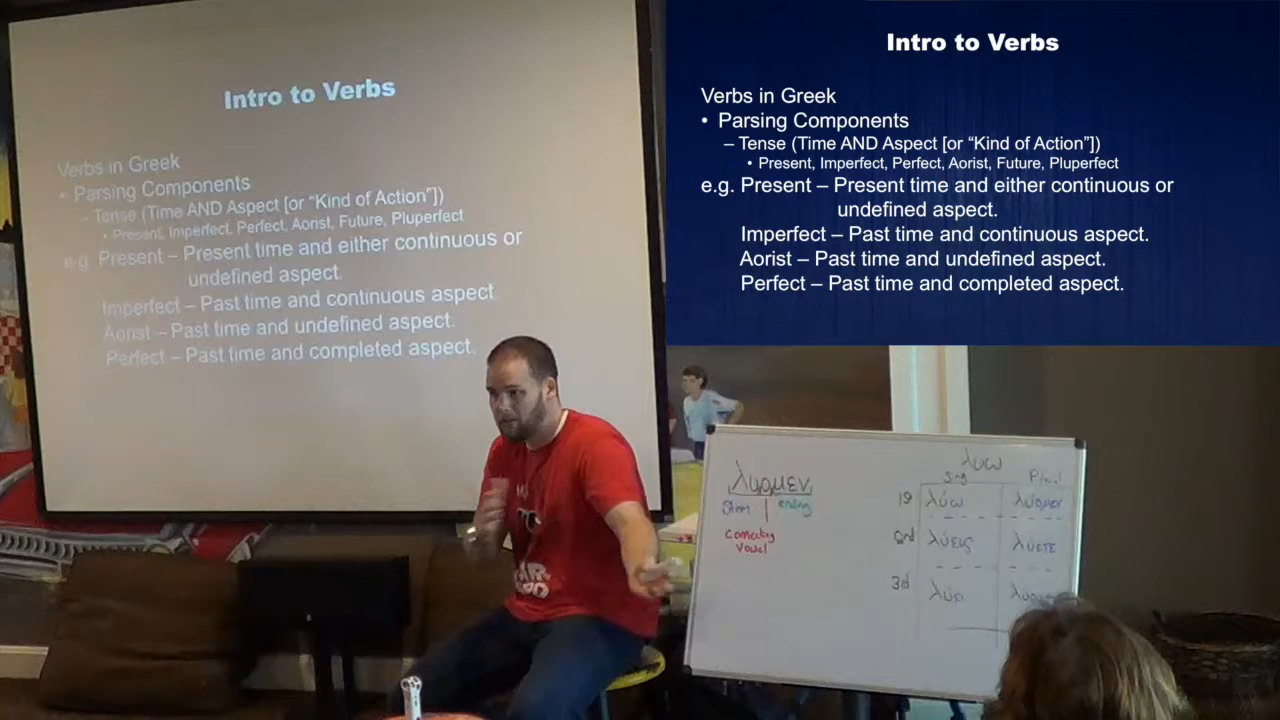 Intro to Verbs
Verbs in Greek
• Parsing Components
– Tense (Time AND Aspect [or “Kind of Action”])
• Present, Imperfect, Perfect, Aorist, Future, Pluperfect
e.g. Present – Present time and either continuous or
undefined aspect.
Imperfect – Past time and continuous aspect.
Aorist – Past time and undefined aspect.
Perfect – Past time and completed aspect.
Intro to Verbs
Verbs in Greek
• Parsing Components
– Tense (Time AND Aspect [or “Kind of Action”])
• Present, Imperfect, Perfect, Aorist, Future, Pluperfect
e.g. Present – Present time and either continuous or
undefined aspect.
Imperfect – Past time and continuous aspect.
Aorist – Past time and undefined aspect.
Perfect – Past time and completed aspect.
λυομεν
Stem ending
Connecting
Vowel
λυω
Sing Plural
λύω λύομεν
2nd λύεις λύετε
3rd λύει